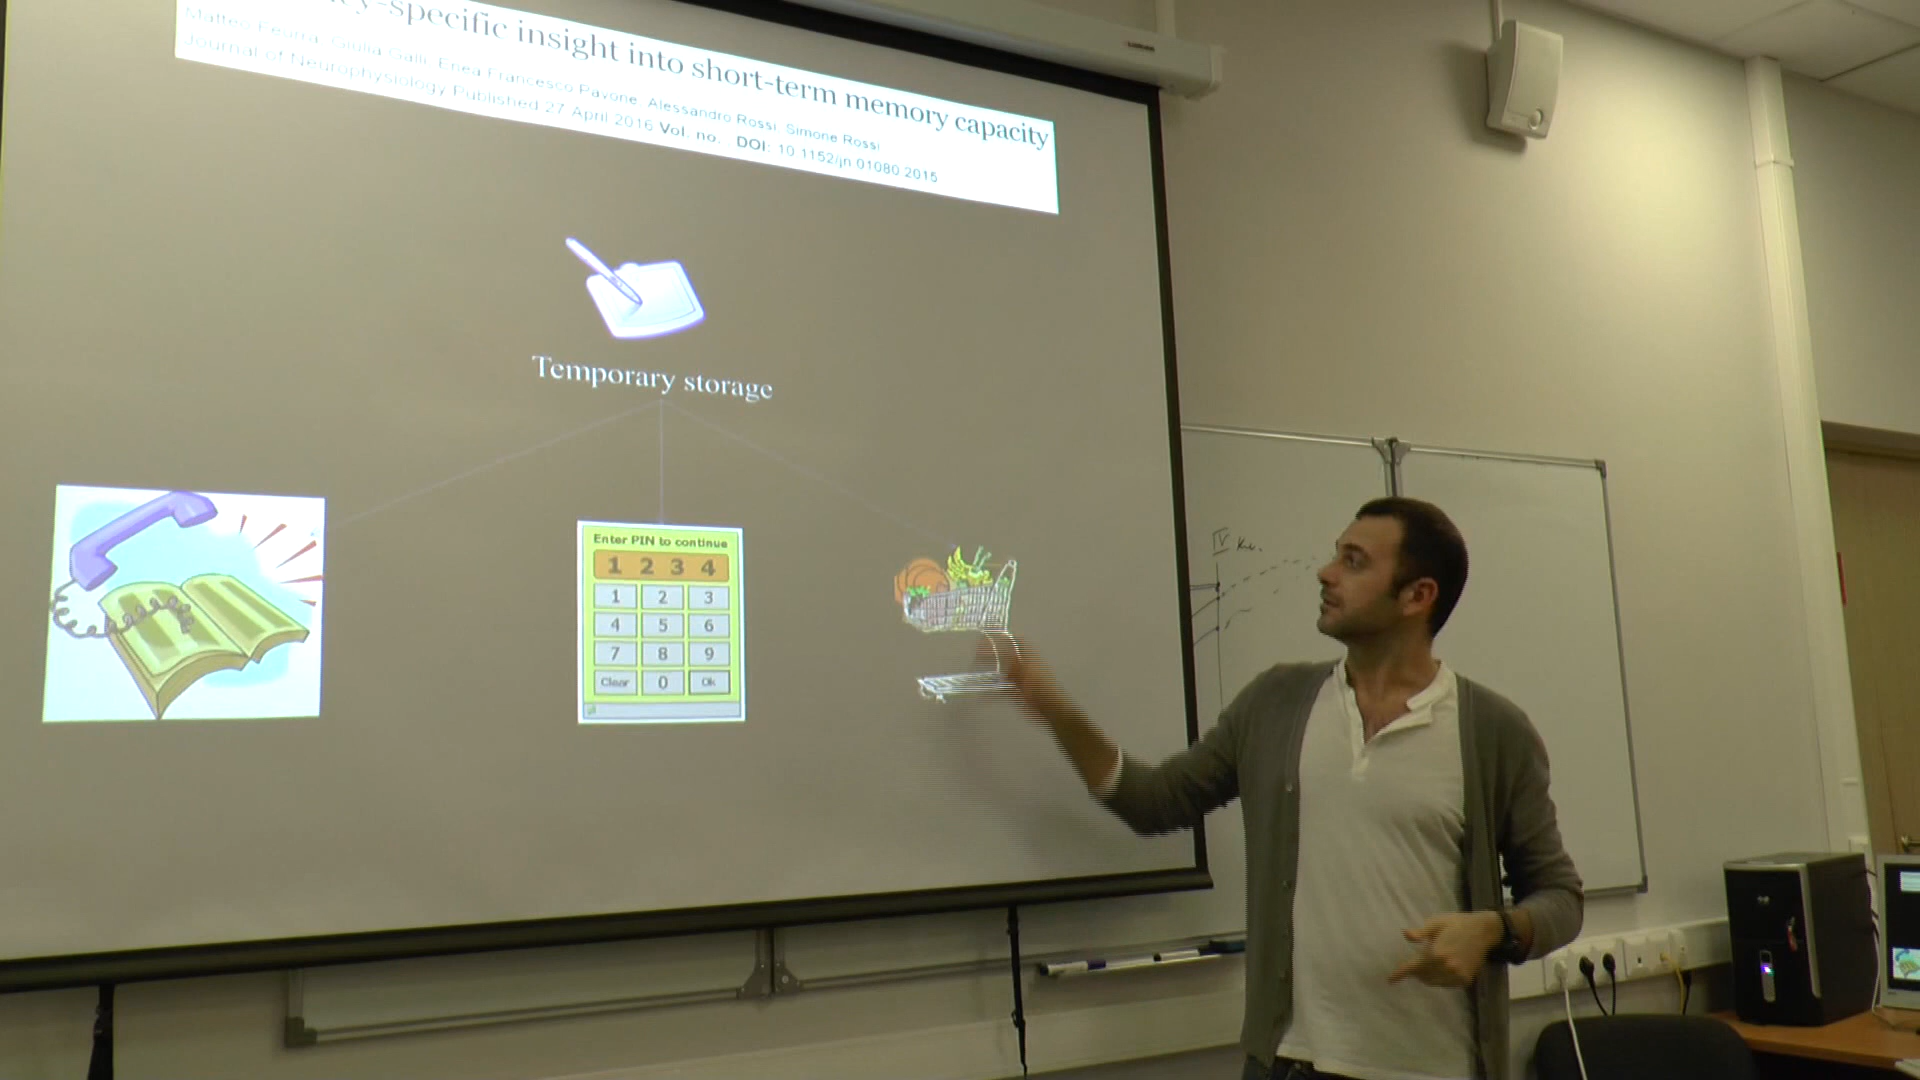 -specific insight into short-term memory capacity
Matteo Feurra, Giulia Galli, Enea Francesco Pavone, Alessandro Rossi, Simone Rossi
Journal of Neurophysiology Published 27 April 2016 Vol. no. , DOI: 10.1152/jn.01080.2015
Temporary storage
Enter PIN to continue
1 2 3 4
1 2 3
4 5 6
7 8 9
Clear 0 Ok